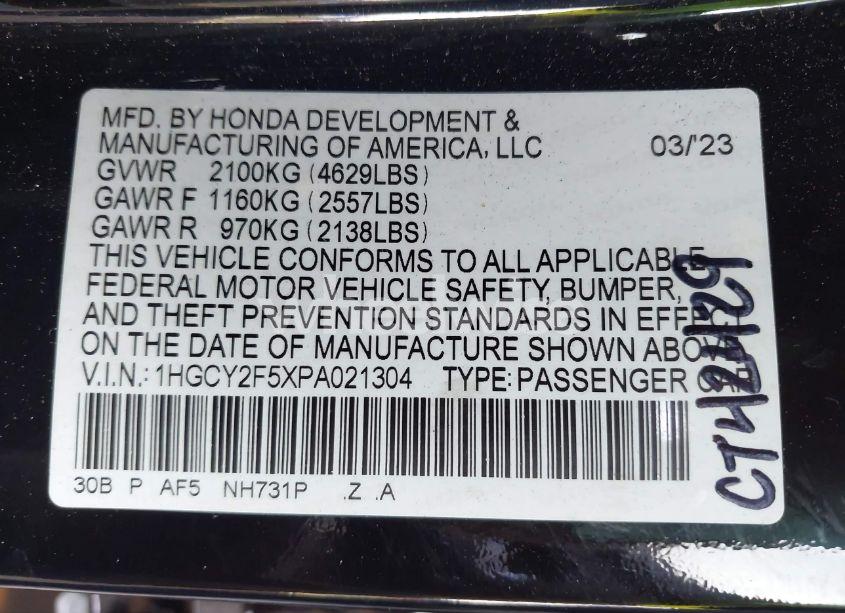 MFD. BY HONDA DEVELOPMENT &
MANUFACTURING OF AMERICA, LLC 03/'23
GVWR 2100KG (4629LBS)
GAWR F 1160KG (2557LBS)
GAWR R 970KG (2138LBS)
THIS VEHICLE CONFORMS TO ALL APPLICABLE
FEDERAL MOTOR VEHICLE SAFETY, BUMPER,
AND THEFT PREVENTION STANDARDS IN EFFECT
ON THE DATE OF MANUFACTURE SHOWN ABOVE.
V.I.N.: 1HGCY2F5XPA021304 TYPE: PASSENGER
30B P AF5 NH731P .Z .A